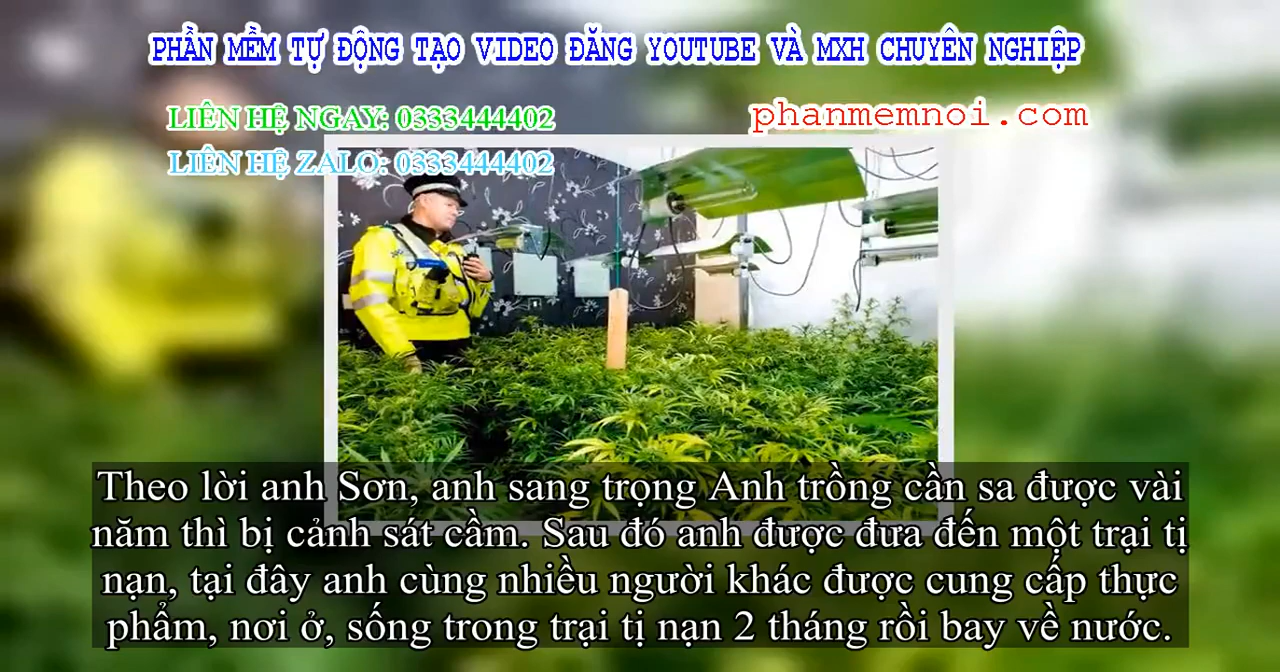 PHẦN MỀM TỰ ĐỘNG TẠO VIDEO ĐĂNG YOUTUBE VÀ MXH CHUYÊN NGHIỆP
LIÊN HỆ NGAY: 0333444402
phanmemnoi.com
LIÊN HỆ ZALO: 0333444402
Theo lời anh Sơn, anh sang trọng Anh trồng cần sa được vài
năm thì bị cảnh sát cầm. Sau đó anh được đưa đến một trại tị
nạn, tại đây anh cùng nhiều người khác được cung cấp thực
phẩm, nơi ở, sống trong trại tị nạn 2 tháng rồi bay về nước.